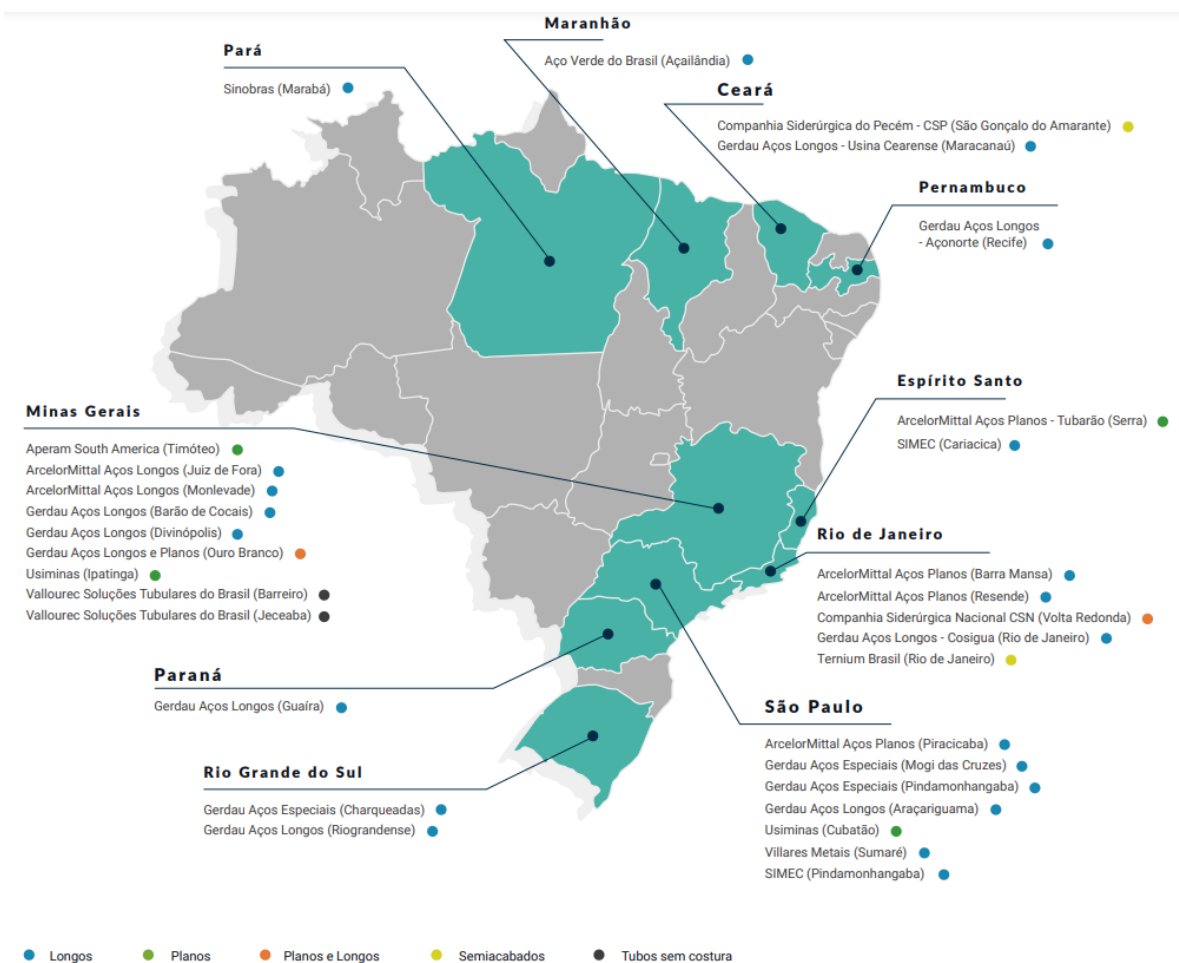 Maranhão
Aço Verde do Brasil (Açailândia)
Pará
Sinobras (Marabá)
Ceará
Companhia Siderúrgica do Pecém - CSP (São Gonçalo do Amarante)
Gerdau Aços Longos - Usina Cearense (Maracanaú)
Pernambuco
Gerdau Aços Longos
- Açonorte (Recife)
Espírito Santo
ArcelorMittal Aços Planos - Tubarão (Serra)
SIMEC (Cariacica)
Minas Gerais
Aperam South America (Timóteo)
ArcelorMittal Aços Longos (Juiz de Fora)
ArcelorMittal Aços Longos (Monlevade)
Gerdau Aços Longos (Barão de Cocais)
Gerdau Aços Longos (Divinópolis)
Gerdau Aços Longos e Planos (Ouro Branco)
Usiminas (Ipatinga)
Vallourec Soluções Tubulares do Brasil (Barreiro)
Vallourec Soluções Tubulares do Brasil (Jeceaba)
Rio de Janeiro
ArcelorMittal Aços Planos (Barra Mansa)
ArcelorMittal Aços Planos (Resende)
Companhia Siderúrgica Nacional CSN (Volta Redonda)
Gerdau Aços Longos - Cosigua (Rio de Janeiro)
Ternium Brasil (Rio de Janeiro)
Paraná
Gerdau Aços Longos (Guaíra)
São Paulo
ArcelorMittal Aços Planos (Piracicaba)
Gerdau Aços Especiais (Mogi das Cruzes)
Gerdau Aços Especiais (Pindamonhangaba)
Gerdau Aços Longos (Araçariguama)
Usiminas (Cubatão)
Villares Metais (Sumaré)
SIMEC (Pindamonhangaba)
Rio Grande do Sul
Gerdau Aços Especiais (Charqueadas)
Gerdau Aços Longos (Riograndense)
Longos Planos Planos e Longos Semiacabados Tubos sem costura